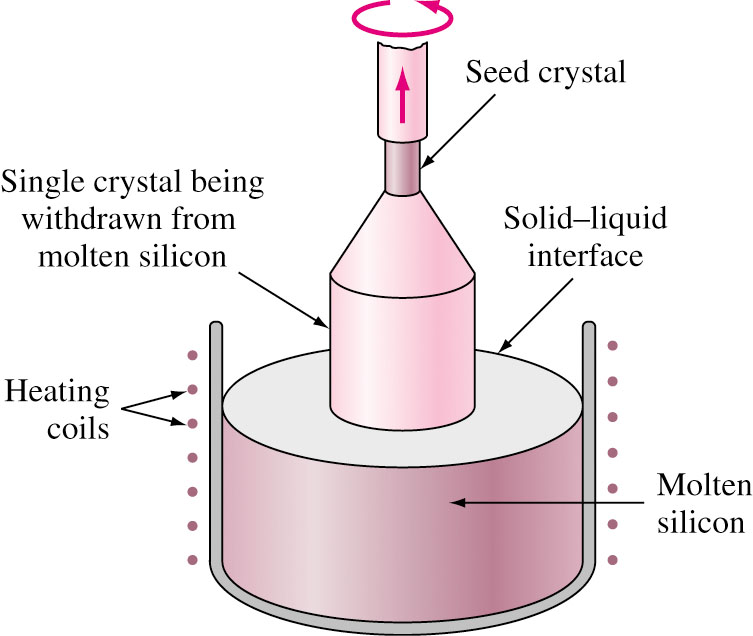 Seed crystal
Single crystal being
withdrawn from
molten silicon
Solid–liquid
interface
Heating
coils
Molten
silicon